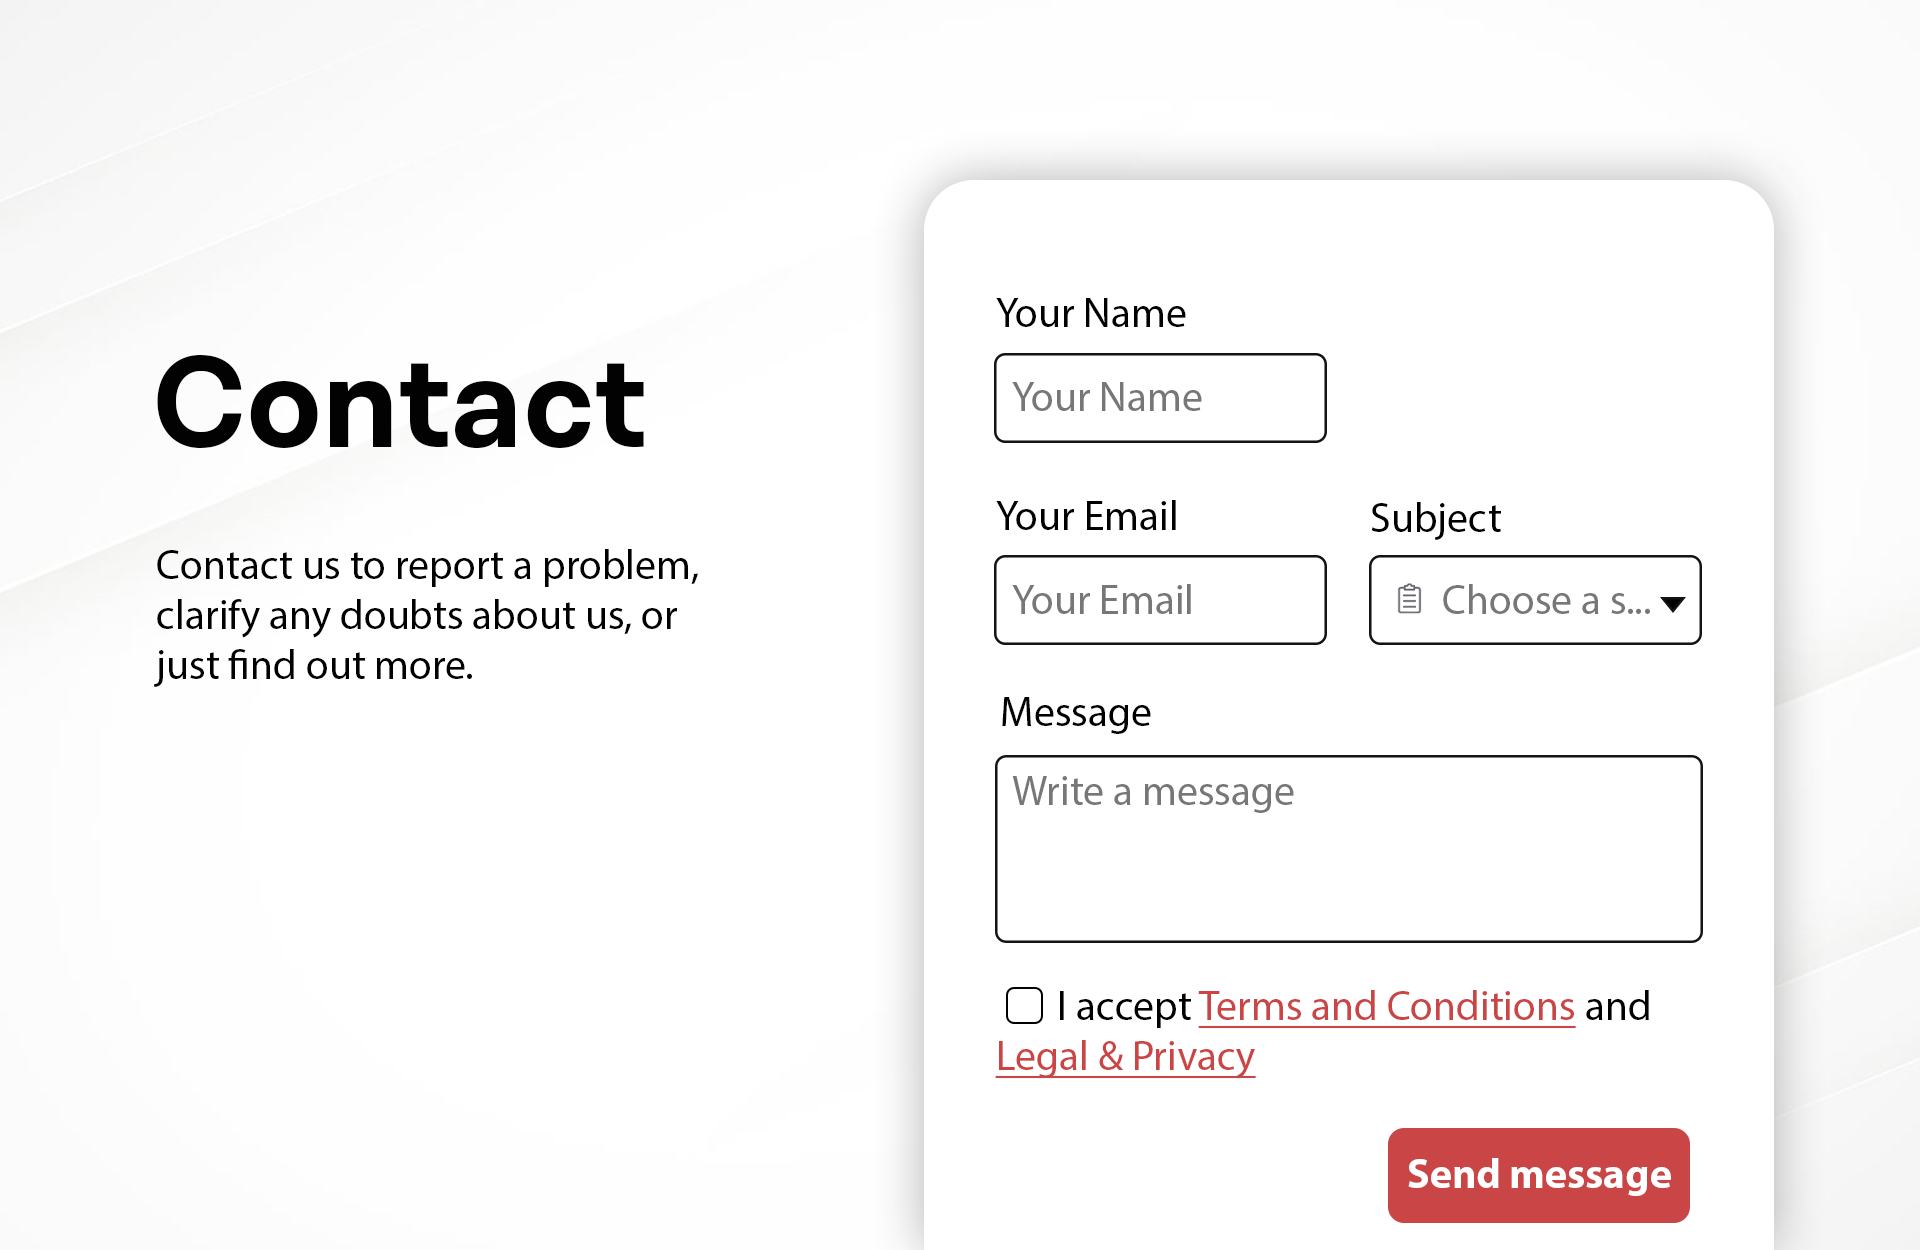 Contact
Contact us to report a problem,
clarify any doubts about us, or
just find out more.
Your Name
Your Name
Your Email
Your Email
Subject
Choose a s...
Message
Write a message
I accept Terms and Conditions and
Legal & Privacy
Send message